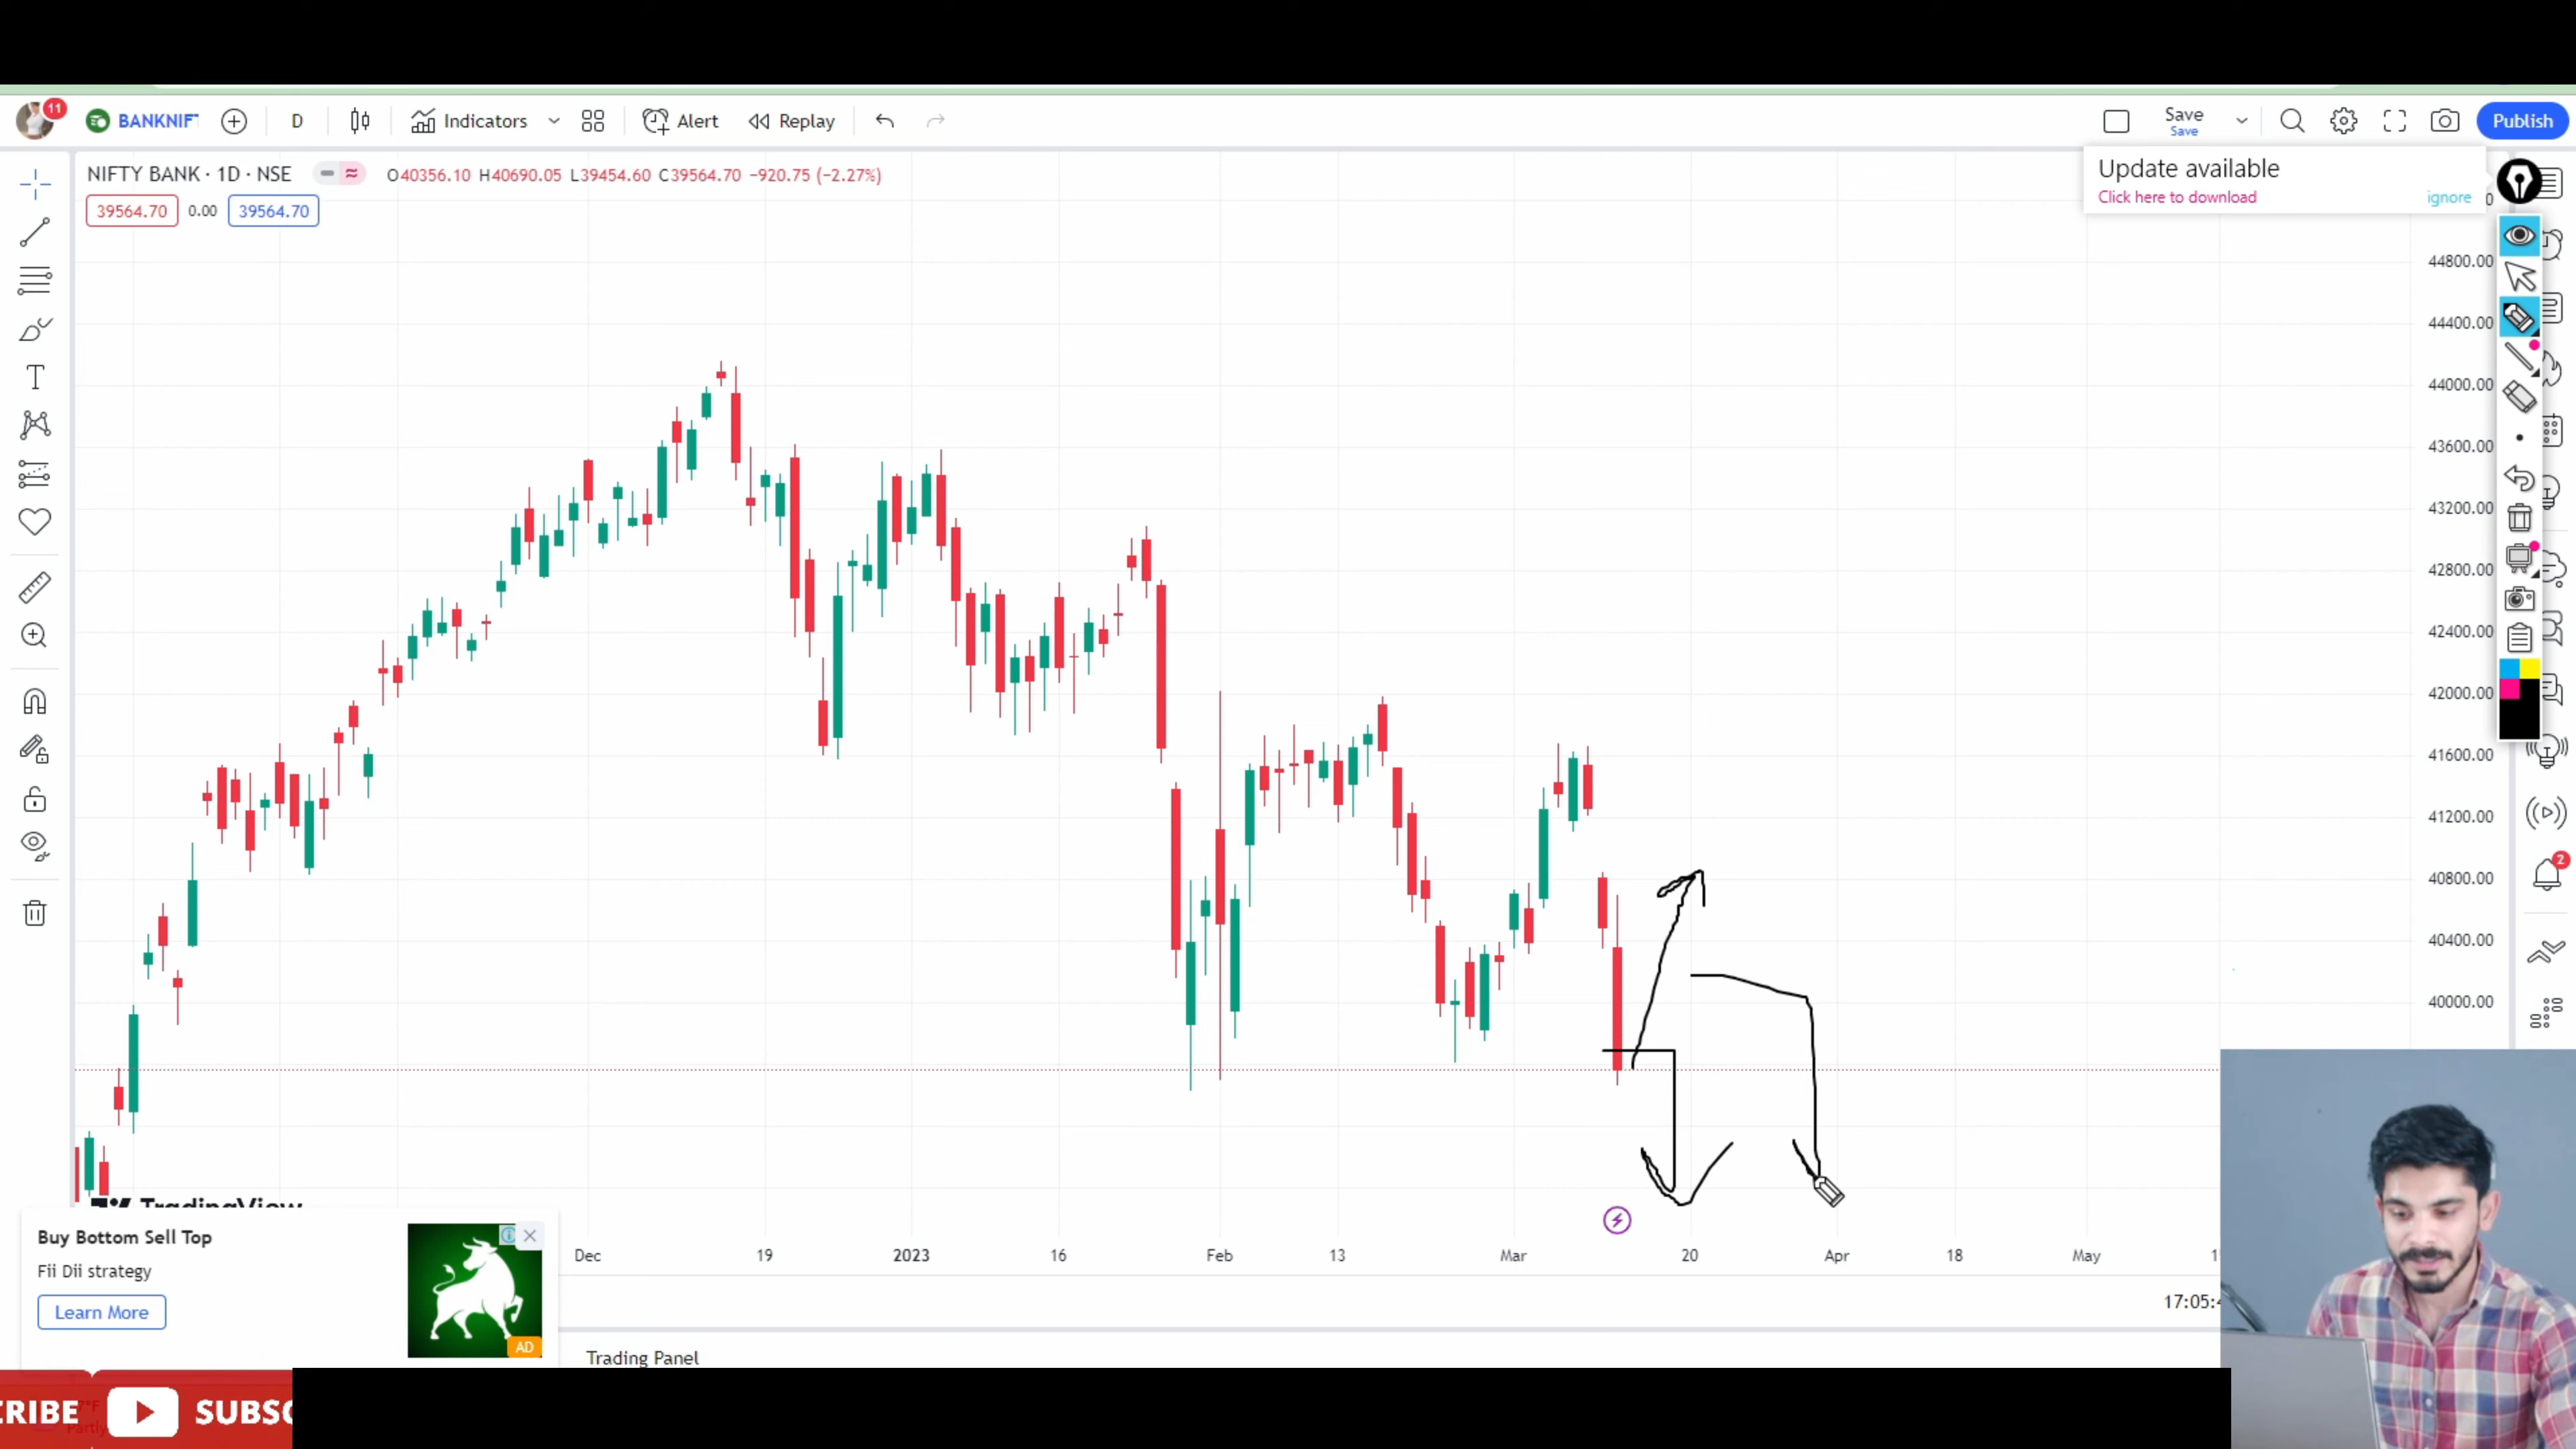 11
BANKNIF
D
Indicators
Alert
Replay
Save
Save
Publish
NIFTY BANK · 1D · NSE
O40356.10 H40690.05 L39454.60 C39564.70 −920.75 (−2.27%)
39564.70 0.00 39564.70
Update available
Click here to download
ignore
44800.00
44400.00
44000.00
43600.00
43200.00
42800.00
42400.00
42000.00
41600.00
41200.00
40800.00
40400.00
40000.00
2
TradingView
Buy Bottom Sell Top
Fii Dii strategy
Learn More
AD
Dec 19 2023 16 Feb 13 Mar 20 Apr 18 May
17:05:4
Trading Panel
CRIBE SUBSC